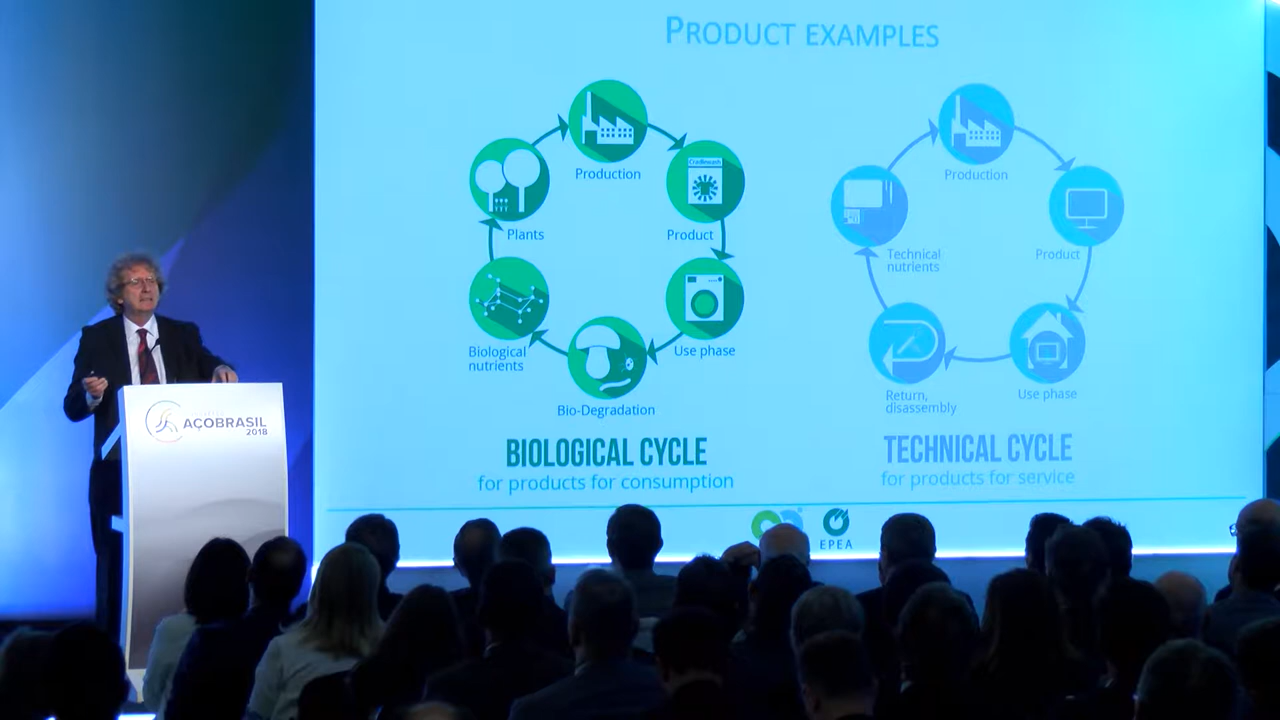 PRODUCT EXAMPLES
Production
Cradlewash
Product
Use phase
Bio-Degradation
Biological
nutrients
Plants
BIOLOGICAL CYCLE
for products for consumption
Production
Product
Use phase
Return,
disassembly
Technical
nutrients
TECHNICAL CYCLE
for products for service
EPEA
AÇOBRASIL
2018